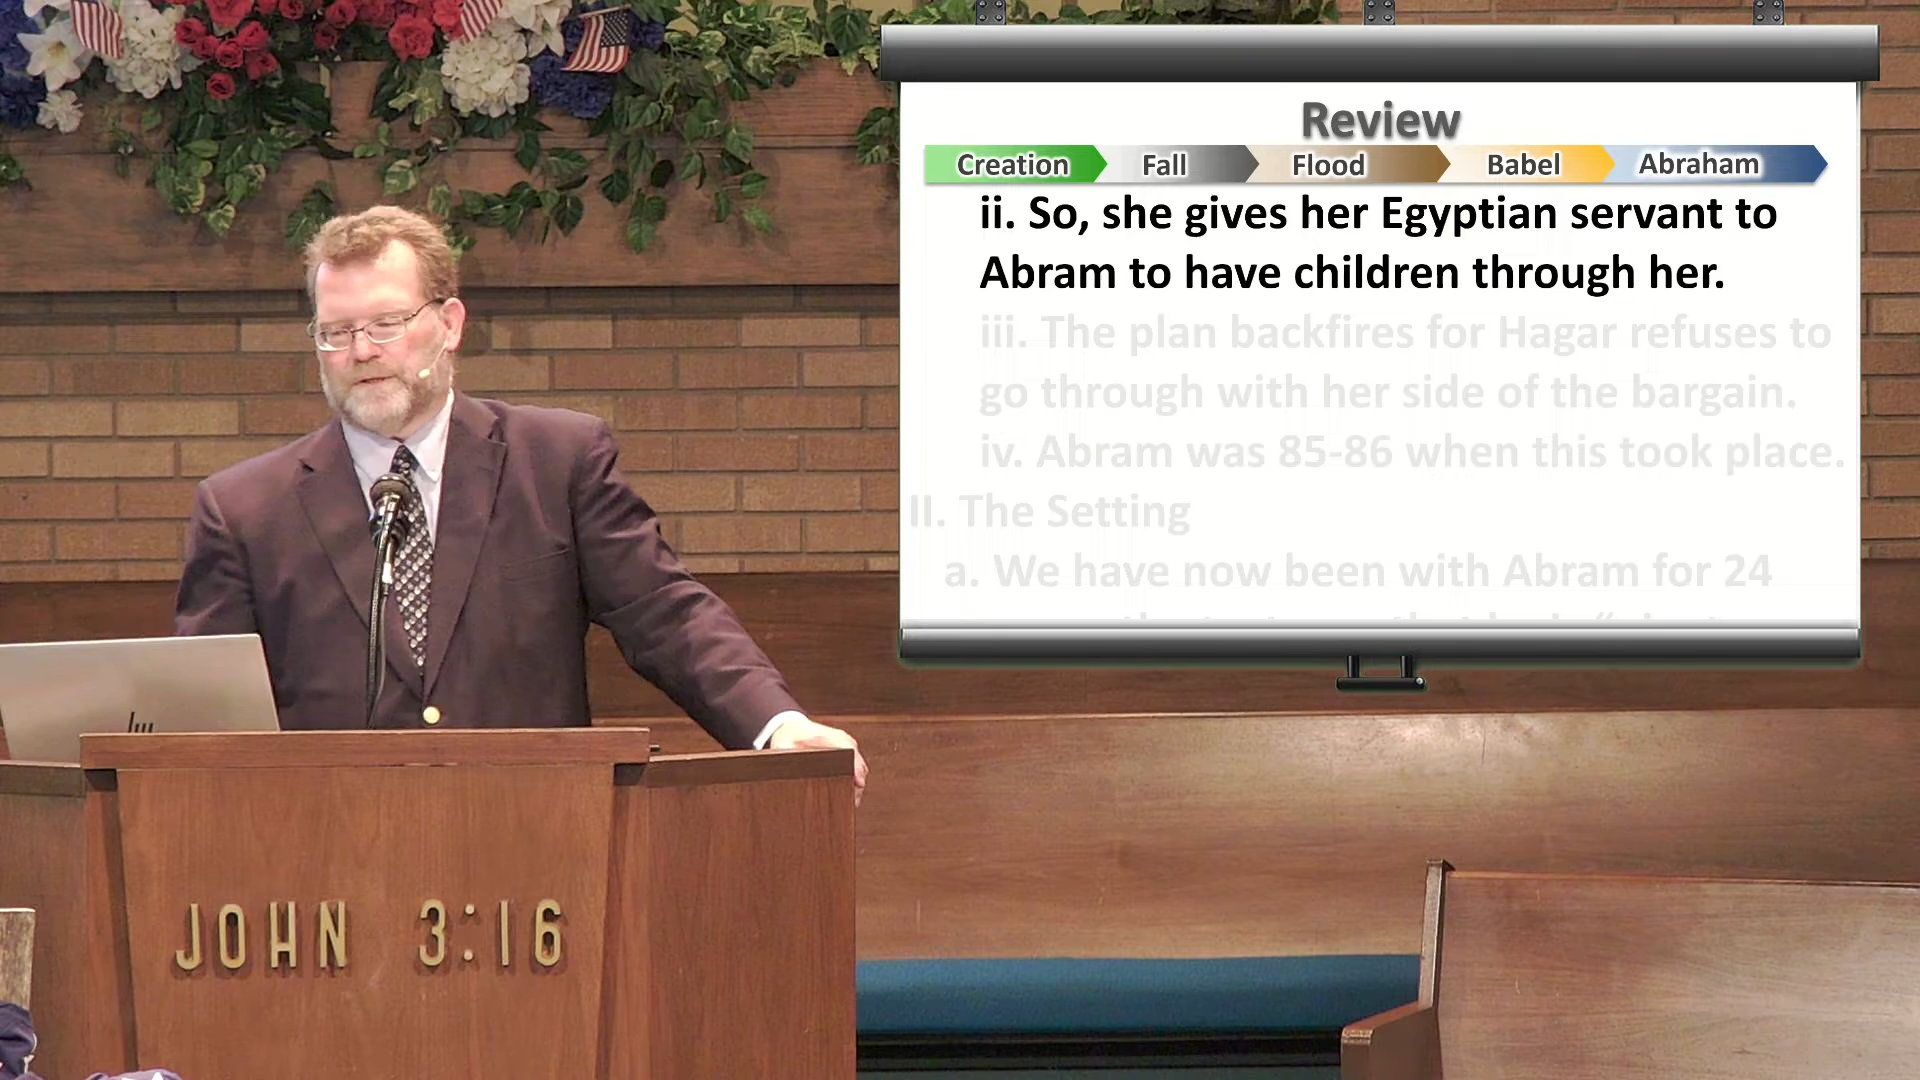 Review
Creation Fall Flood Babel Abraham
ii. So, she gives her Egyptian servant to
Abram to have children through her.
iii. The plan backfires for Hagar refuses to
go through with her side of the bargain.
iv. Abram was 85-86 when this took place.
II. The Setting
a. We have now been with Abram for 24
hp
JOHN 3:16